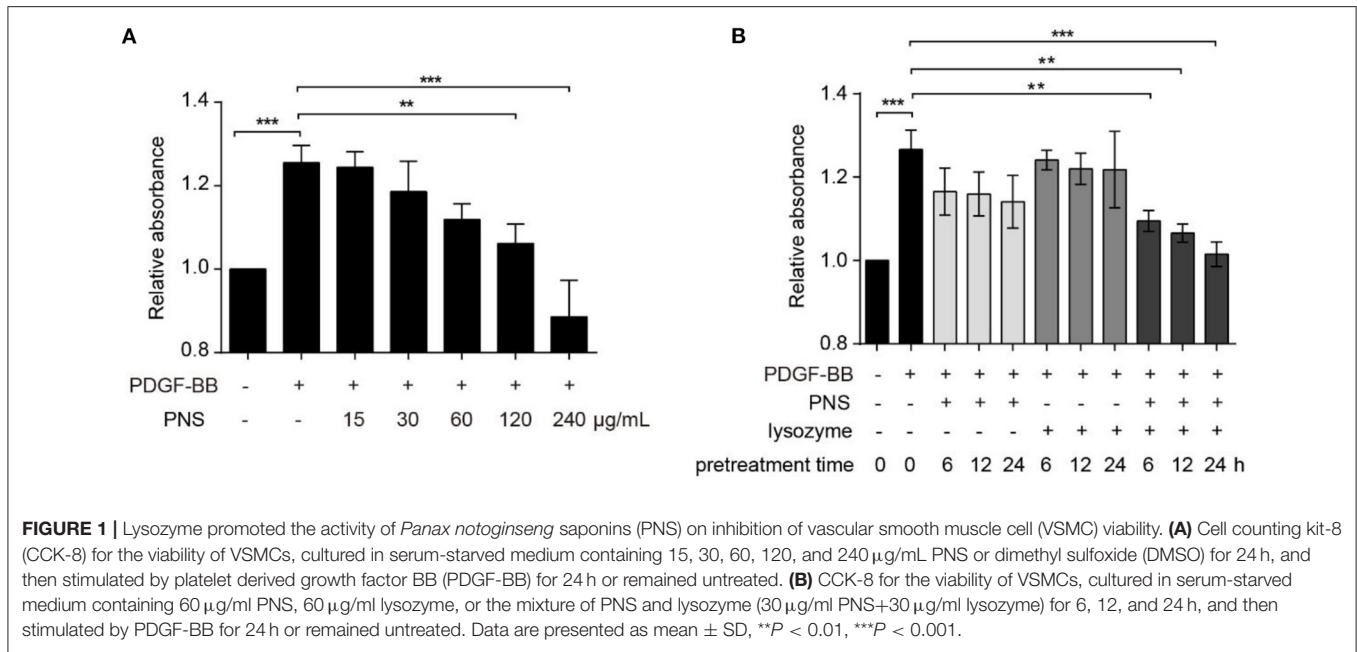 A
***
**
***
1.4
1.2
1.0
0.8
Relative absorbance
PDGF-BB - + + + + + +
PNS - - 15 30 60 120 240 µg/mL
B
***
**
**
***
1.4
1.2
1.0
0.8
Relative absorbance
PDGF-BB - + + + + + + + + + +
PNS - - + + + - - - + + +
lysozyme - - - - - + + + + + +
pretreatment time 0 0 6 12 24 6 12 24 6 12 24 h
FIGURE 1 | Lysozyme promoted the activity of Panax notoginseng saponins (PNS) on inhibition of vascular smooth muscle cell (VSMC) viability. (A) Cell counting kit-8
(CCK-8) for the viability of VSMCs, cultured in serum-starved medium containing 15, 30, 60, 120, and 240 µg/mL PNS or dimethyl sulfoxide (DMSO) for 24 h, and
then stimulated by platelet derived growth factor BB (PDGF-BB) for 24 h or remained untreated. (B) CCK-8 for the viability of VSMCs, cultured in serum-starved
medium containing 60 µg/ml PNS, 60 µg/ml lysozyme, or the mixture of PNS and lysozyme (30 µg/ml PNS+30 µg/ml lysozyme) for 6, 12, and 24 h, and then
stimulated by PDGF-BB for 24 h or remained untreated. Data are presented as mean ± SD, **P < 0.01, ***P < 0.001.